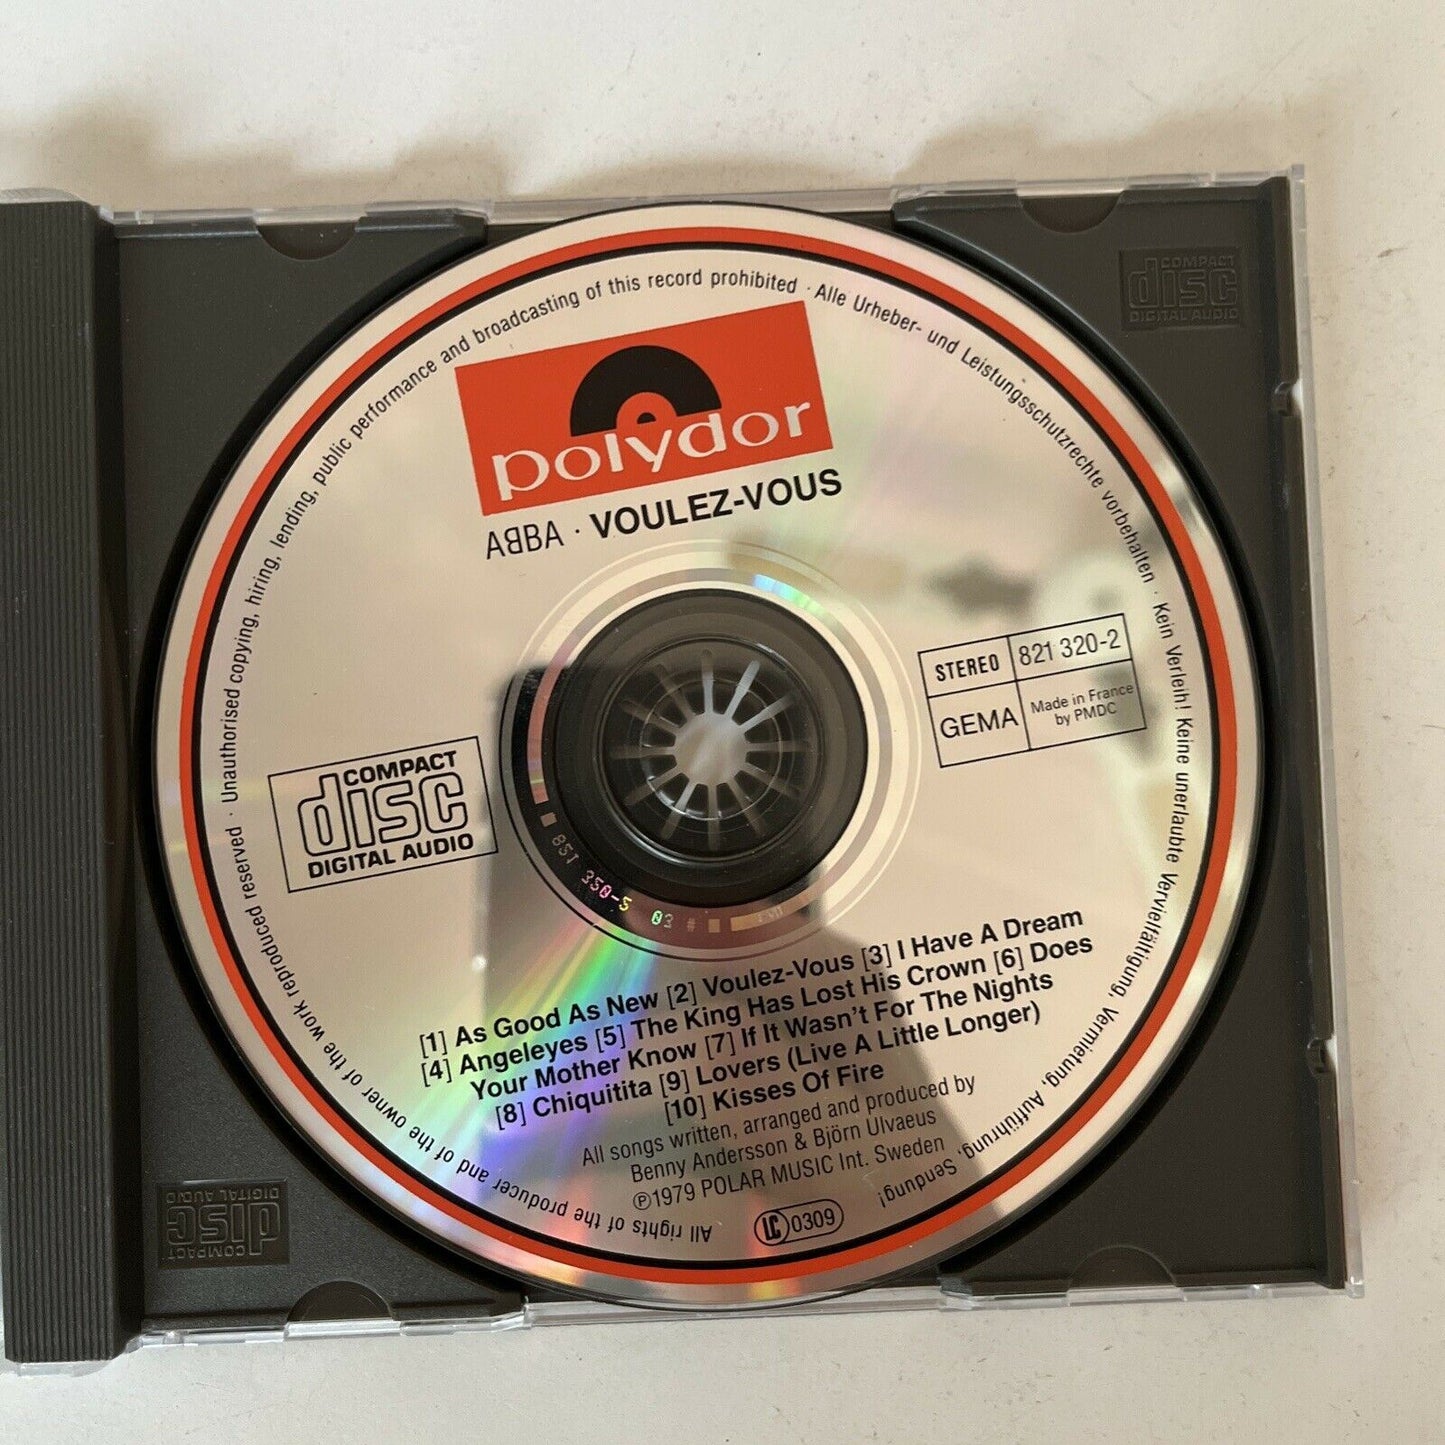 All rights of the producer and of the owner of the work reproduced reserved · Unauthorised copying, hiring, lending, public performance and broadcasting of this record prohibited · Alle Urheber- und Leistungsschutzrechte vorbehalten · Kein Verleih! Keine unerlaubte Vervielfältigung, Vermietung, Aufführung, Sendung!
polydor
ABBA · VOULEZ-VOUS
STEREO 821 320-2
GEMA
Made in France
by PMDC
COMPACT
disc
DIGITAL AUDIO
[1] As Good As New [2] Voulez-Vous [3] I Have A Dream
[4] Angeleyes [5] The King Has Lost His Crown [6] Does
Your Mother Know [7] If It Wasn't For The Nights
[8] Chiquitita [9] Lovers (Live A Little Longer)
[10] Kisses Of Fire
All songs written, arranged and produced by
Benny Andersson & Björn Ulvaeus
℗1979 POLAR MUSIC Int. Sweden
LC 0309
COMPACT
disc
DIGITAL AUDIO
COMPACT
disc
DIGITAL AUDIO